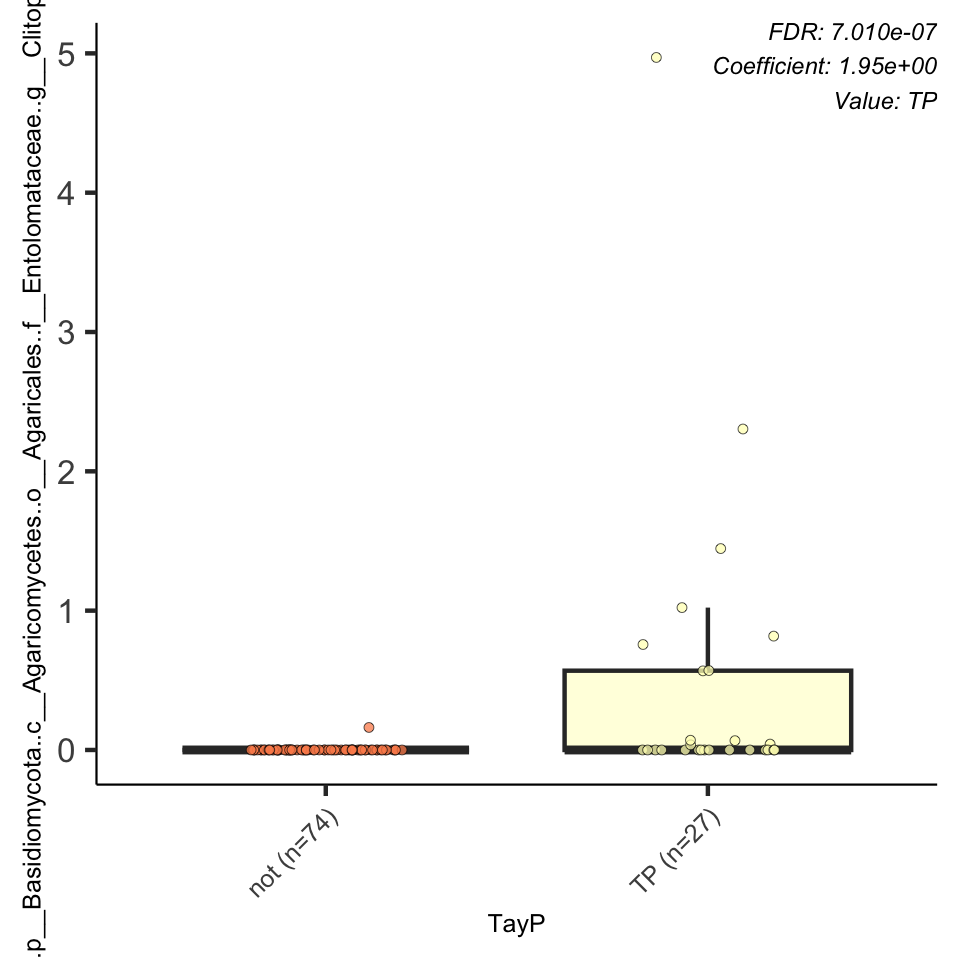 FDR: 7.010e-07
Coefficient: 1.95e+00
Value: TP
.p__Basidiomycota..c__Agaricomycetes..o__Agaricales..f__Entolomataceae..g__Clitop
5
4
3
2
1
0
not (n=74)
TP (n=27)
TayP